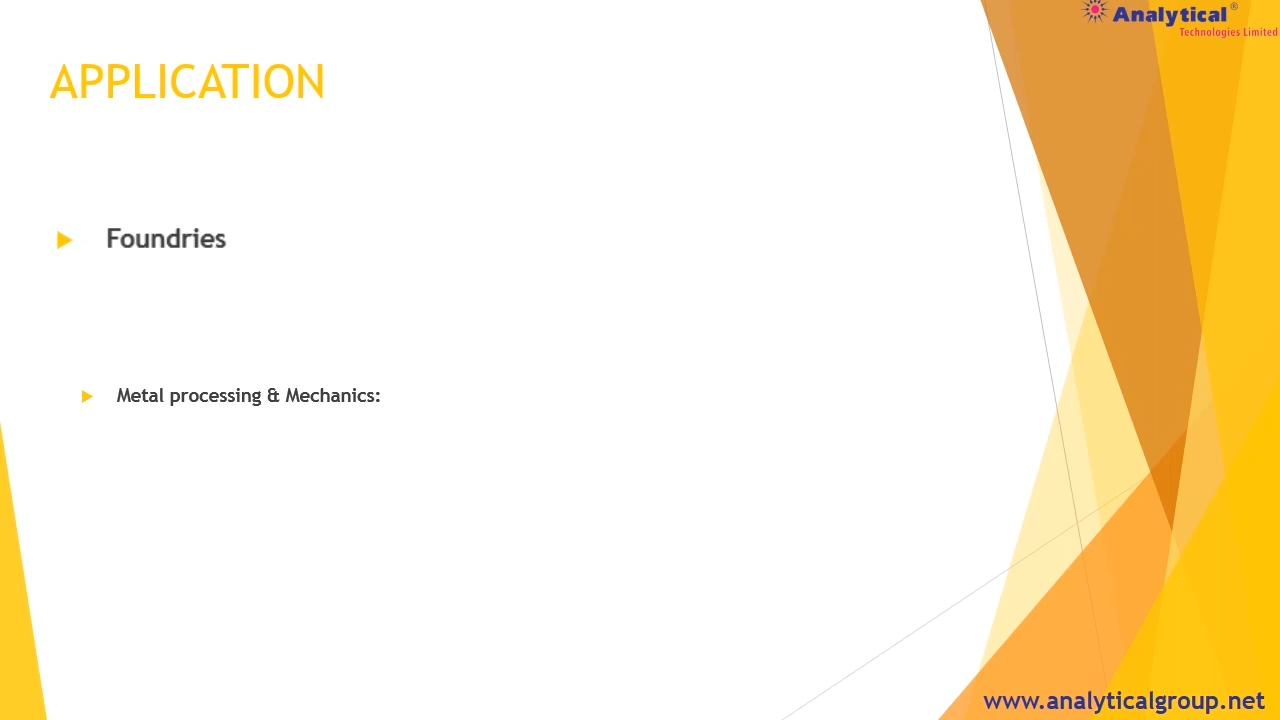 Analytical®
Technologies Limited
APPLICATION
Foundries
Metal processing & Mechanics:
www.analyticalgroup.net